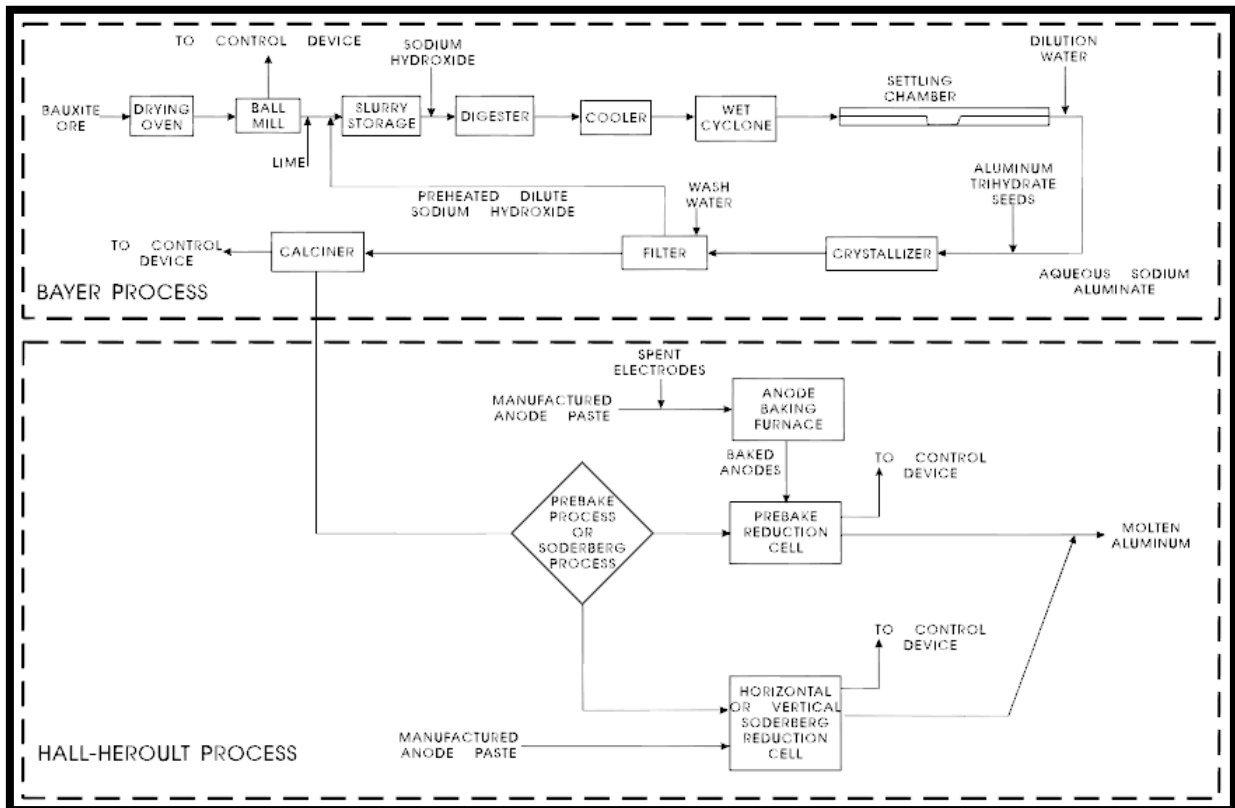 TO CONTROL DEVICE
SODIUM
HYDROXIDE
DILUTION
WATER
SETTLING
CHAMBER
BAUXITE
ORE
DRYING
OVEN
BALL
MILL
SLURRY
STORAGE
DIGESTER
COOLER
WET
CYCLONE
LIME
PREHEATED DILUTE
SODIUM HYDROXIDE
WASH
WATER
ALUMINUM
TRIHYDRATE
SEEDS
TO CONTROL
DEVICE
CALCINER
FILTER
CRYSTALLIZER
AQUEOUS SODIUM
ALUMINATE
BAYER PROCESS
SPENT
ELECTRODES
MANUFACTURED
ANODE PASTE
ANODE
BAKING
FURNACE
BAKED
ANODES
TO CONTROL
DEVICE
PREBAKE
PROCESS
OR
SODERBERG
PROCESS
PREBAKE
REDUCTION
CELL
MOLTEN
ALUMINUM
TO CONTROL
DEVICE
HORIZONTAL
OR VERTICAL
SODERBERG
REDUCTION
CELL
MANUFACTURED
ANODE PASTE
HALL-HEROULT PROCESS